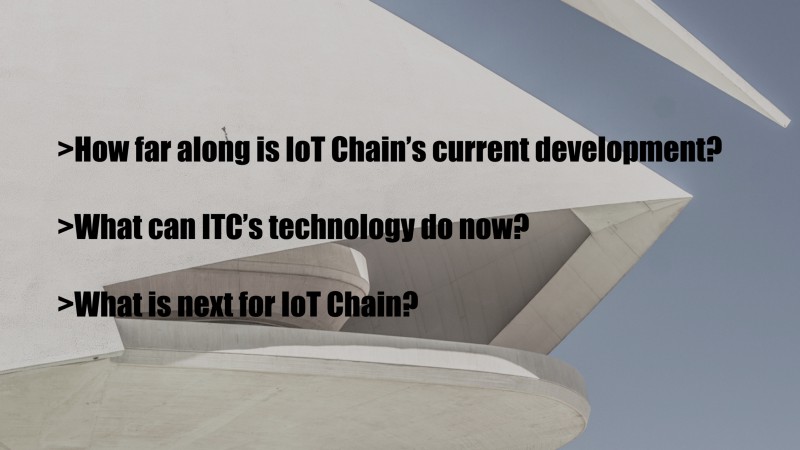 >How far along is IoT Chain’s current development?
>What can ITC’s technology do now?
>What is next for IoT Chain?